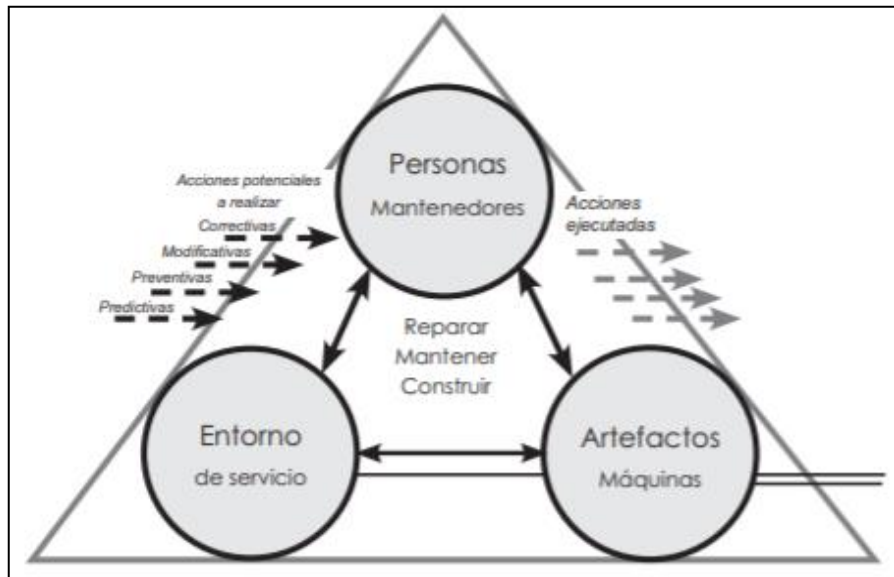 Personas
Mantenedores
Acciones potenciales
a realizar
Correctivas
Modificativas
Preventivas
Predictivas
Acciones
ejecutadas
Reparar
Mantener
Construir
Entorno
de servicio
Artefactos
Máquinas